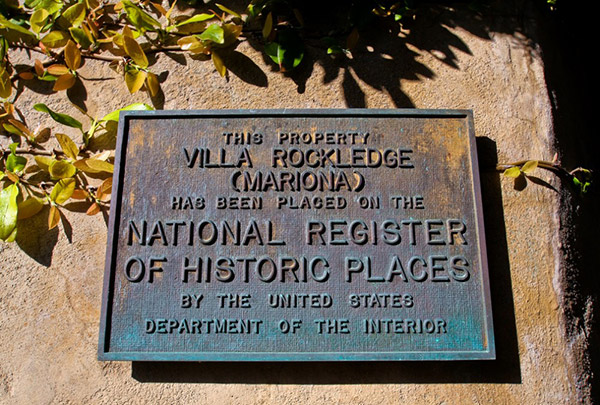 THIS PROPERTY
VILLA ROCKLEDGE
(MARIONA)
HAS BEEN PLACED ON THE
NATIONAL REGISTER
OF HISTORIC PLACES
BY THE UNITED STATES
DEPARTMENT OF THE INTERIOR